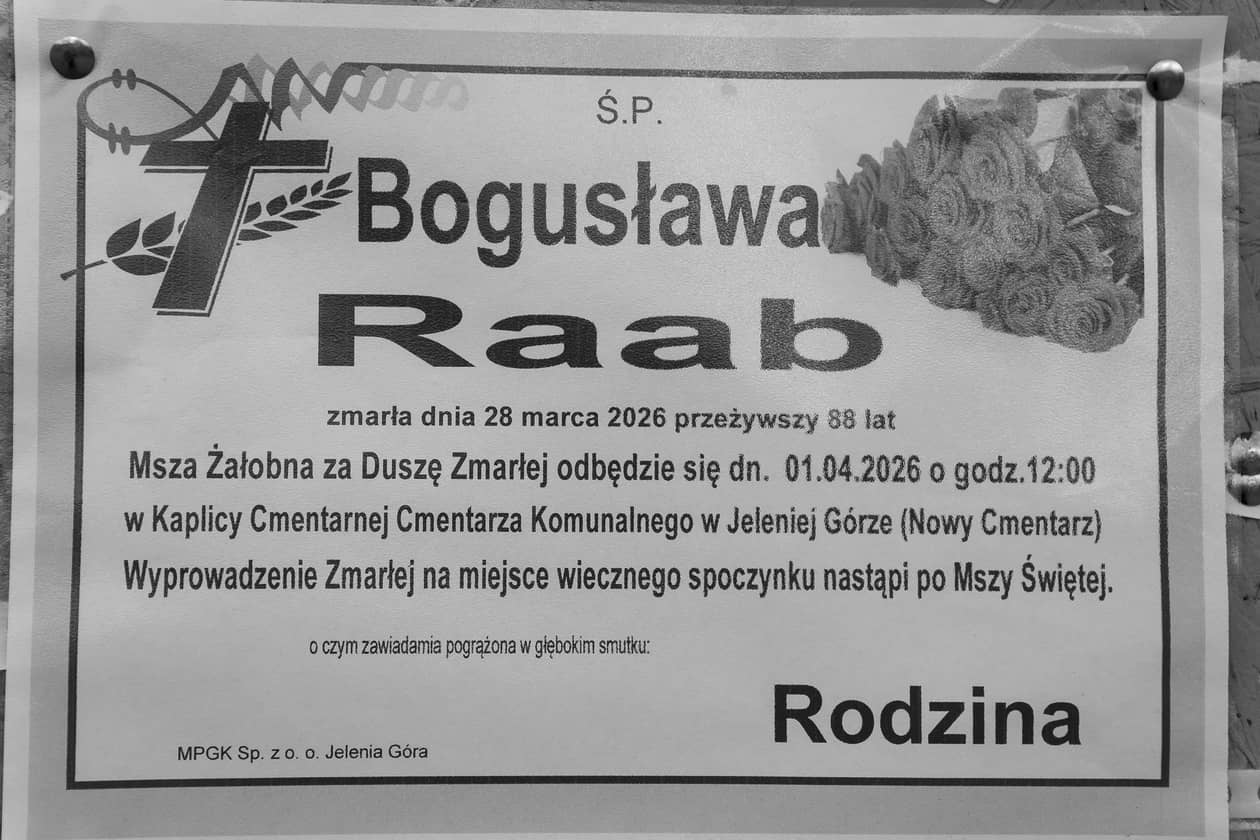 Ś.P.
Bogusława
Raab
zmarła dnia 28 marca 2026 przeżywszy 88 lat
Msza Żałobna za Duszę Zmarłej odbędzie się dn. 01.04.2026 o godz.12:00
w Kaplicy Cmentarnej Cmentarza Komunalnego w Jeleniej Górze (Nowy Cmentarz)
Wyprowadzenie Zmarłej na miejsce wiecznego spoczynku nastąpi po Mszy Świętej.
o czym zawiadamia pogrążona w głębokim smutku:
Rodzina
MPGK Sp. z o. o. Jelenia Góra